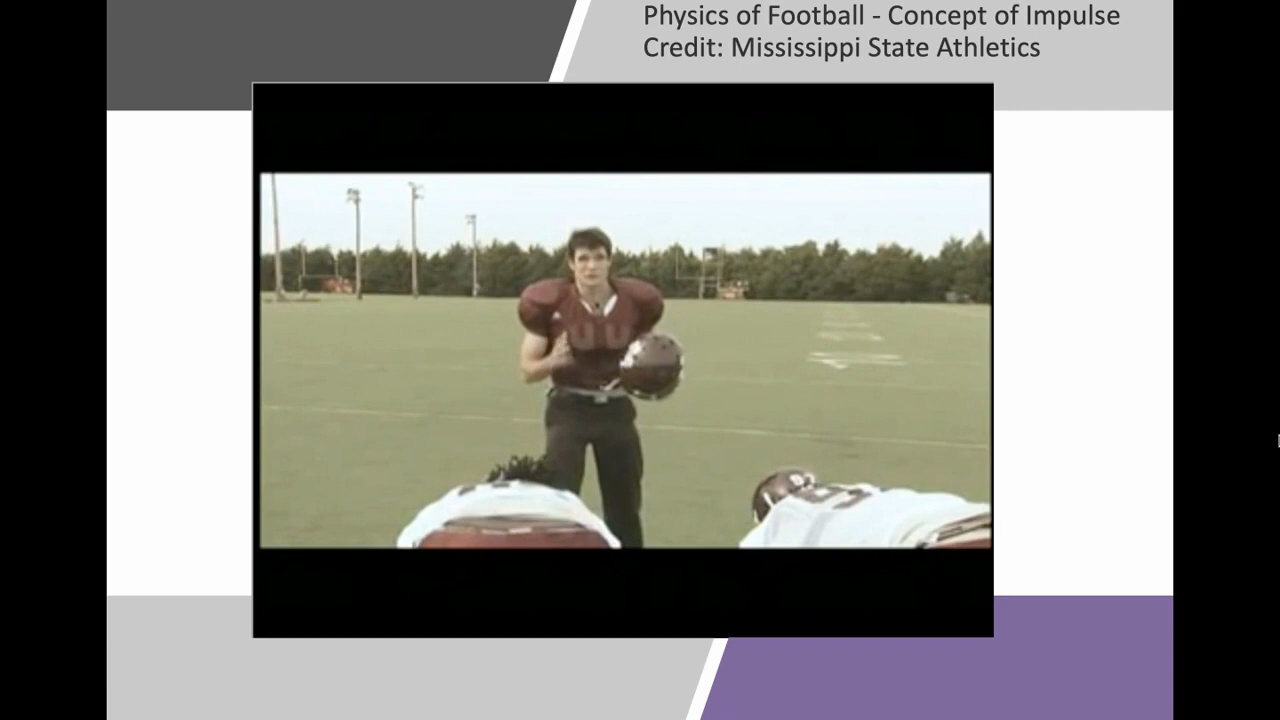 Physics of Football - Concept of Impulse
Credit: Mississippi State Athletics